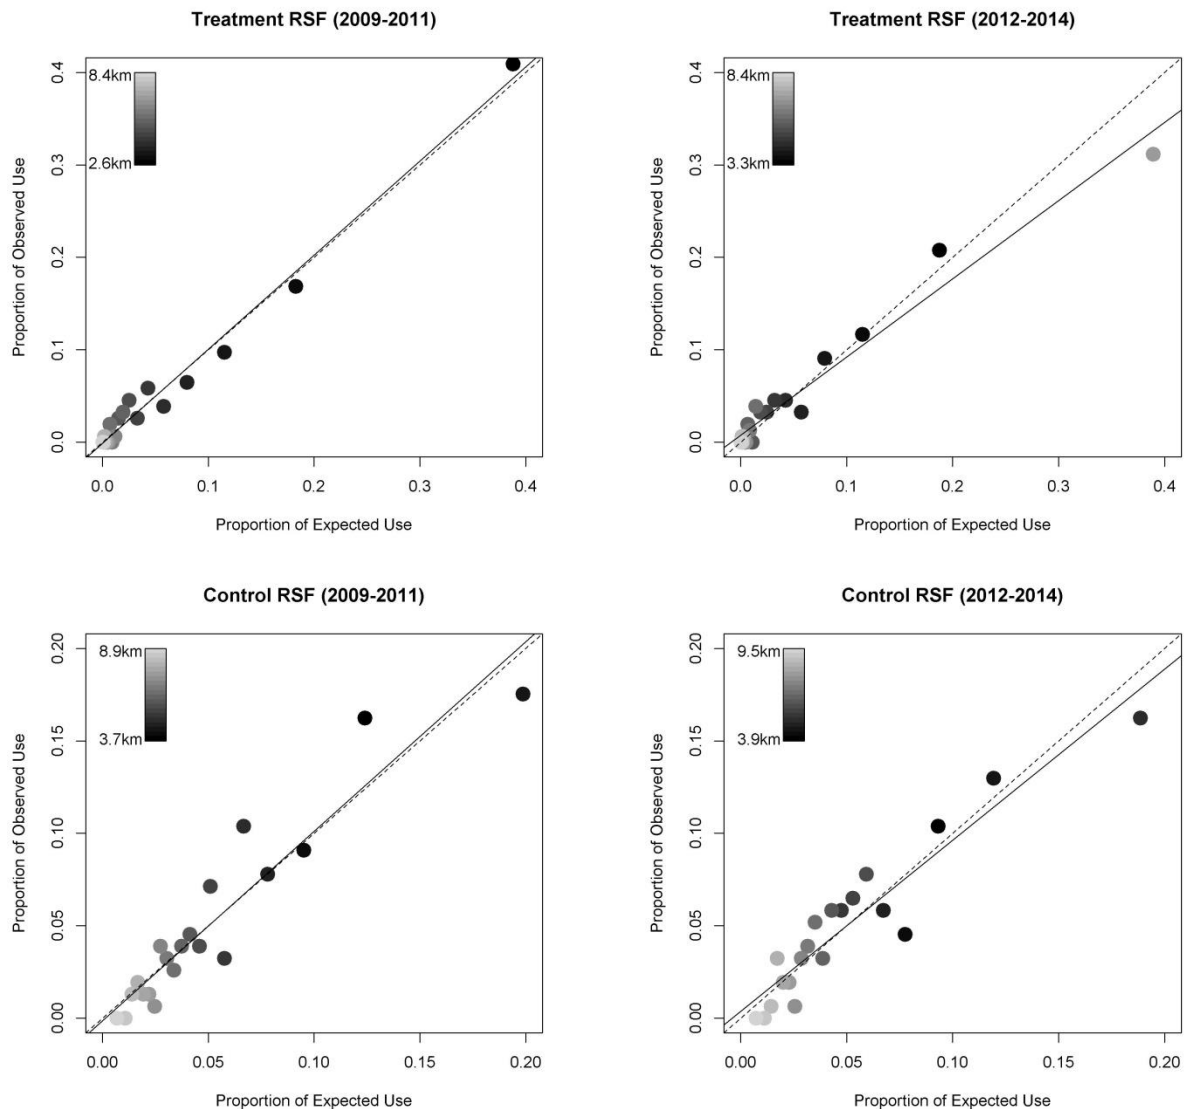 Treatment RSF (2009-2011)
8.4km
2.6km
Proportion of Observed Use
0.0 0.1 0.2 0.3 0.4
0.0 0.1 0.2 0.3 0.4
Proportion of Expected Use
Treatment RSF (2012-2014)
8.4km
3.3km
Proportion of Observed Use
0.0 0.1 0.2 0.3 0.4
0.0 0.1 0.2 0.3 0.4
Proportion of Expected Use
Control RSF (2009-2011)
8.9km
3.7km
Proportion of Observed Use
0.00 0.05 0.10 0.15 0.20
0.00 0.05 0.10 0.15 0.20
Proportion of Expected Use
Control RSF (2012-2014)
9.5km
3.9km
Proportion of Observed Use
0.00 0.05 0.10 0.15 0.20
0.00 0.05 0.10 0.15 0.20
Proportion of Expected Use